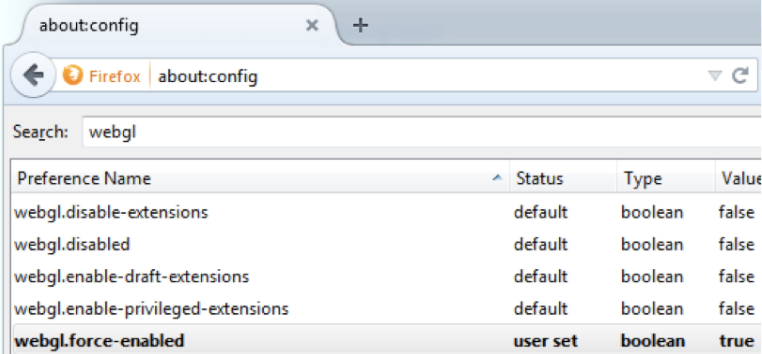 about:config
Firefox about:config
Search: webgl
Preference Name Status Type Value
webgl.disable-extensions default boolean false
webgl.disabled default boolean false
webgl.enable-draft-extensions default boolean false
webgl.enable-privileged-extensions default boolean false
webgl.force-enabled user set boolean true